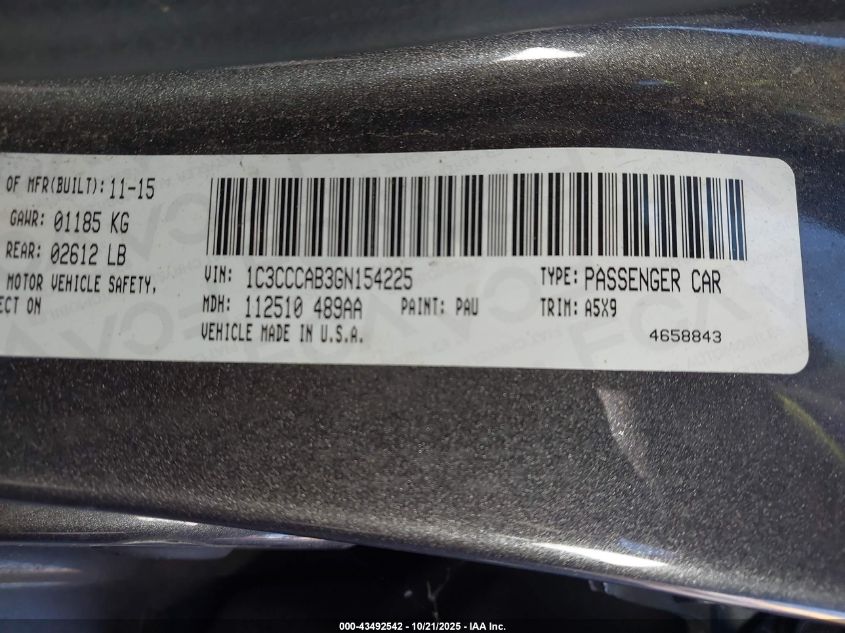 OF MFR(BUILT): 11-15
GAWR: 01185 KG
REAR: 02612 LB
MOTOR VEHICLE SAFETY,
ECT ON
VIN: 1C3CCCAB3GN154225 TYPE: PASSENGER CAR
MDH: 112510 489AA PAINT: PAU TRIM: A5X9
VEHICLE MADE IN U.S.A.
4658843
000-43492542 - 10/21/2025 - IAA Inc.